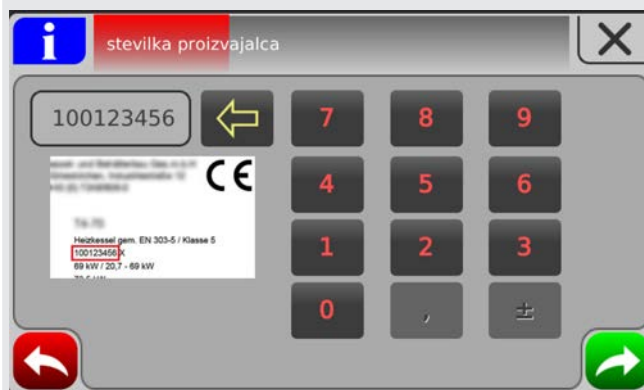 i
stevilka proizvajalca
100123456
7 8 9
CE
4 5 6
Heizkessel gem. EN 303-5 / Klasse 5
100123456 X
69 kW / 20,7 - 69 kW
1 2 3
0 , ±